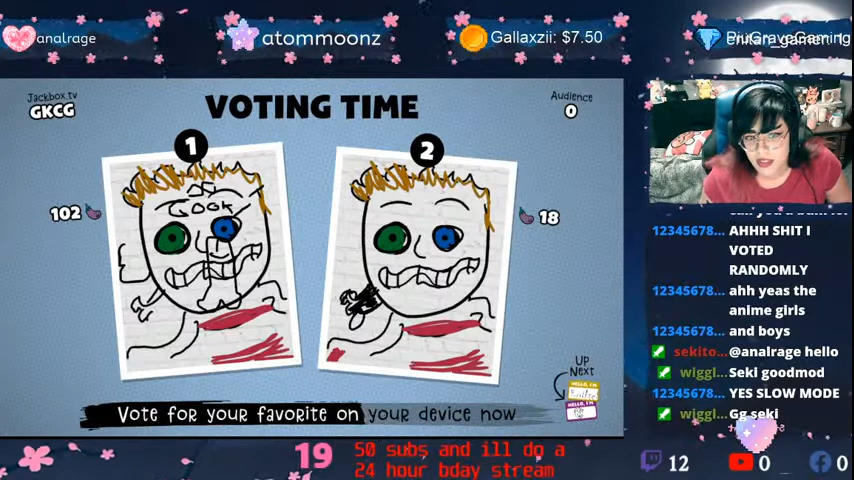 analrage
atommoonz
Gallaxzii: $7.50
PiuGraveGaming
Jackbox.tv
GKCG
VOTING TIME
Audience
0
1
2
GOOK
102
18
UP
NEXT
HELLO, I'M
HELLO, I'M
Vote for your favorite on your device now
12345678... AHHH SHIT I
VOTED
RANDOMLY
12345678... ahh yeas the
anime girls
12345678... and boys
sekito... @analrage hello
wiggl... Seki goodmod
12345678... YES SLOW MODE
wiggl... Gg seki
19
50 subs and ill do a
24 hour bday stream
12
0
0